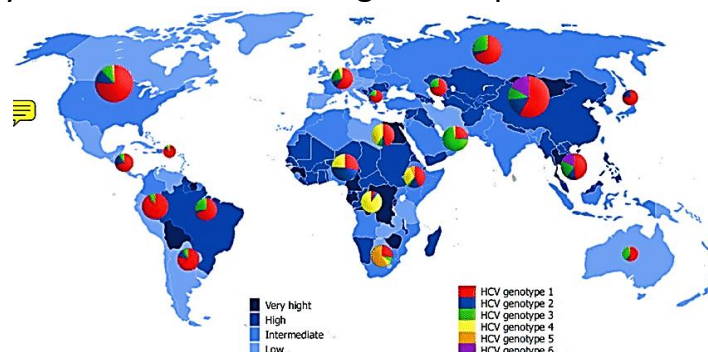 Very hight
High
Intermediate
Low
HCV genotype 1
HCV genotype 2
HCV genotype 3
HCV genotype 4
HCV genotype 5
HCV genotype 6